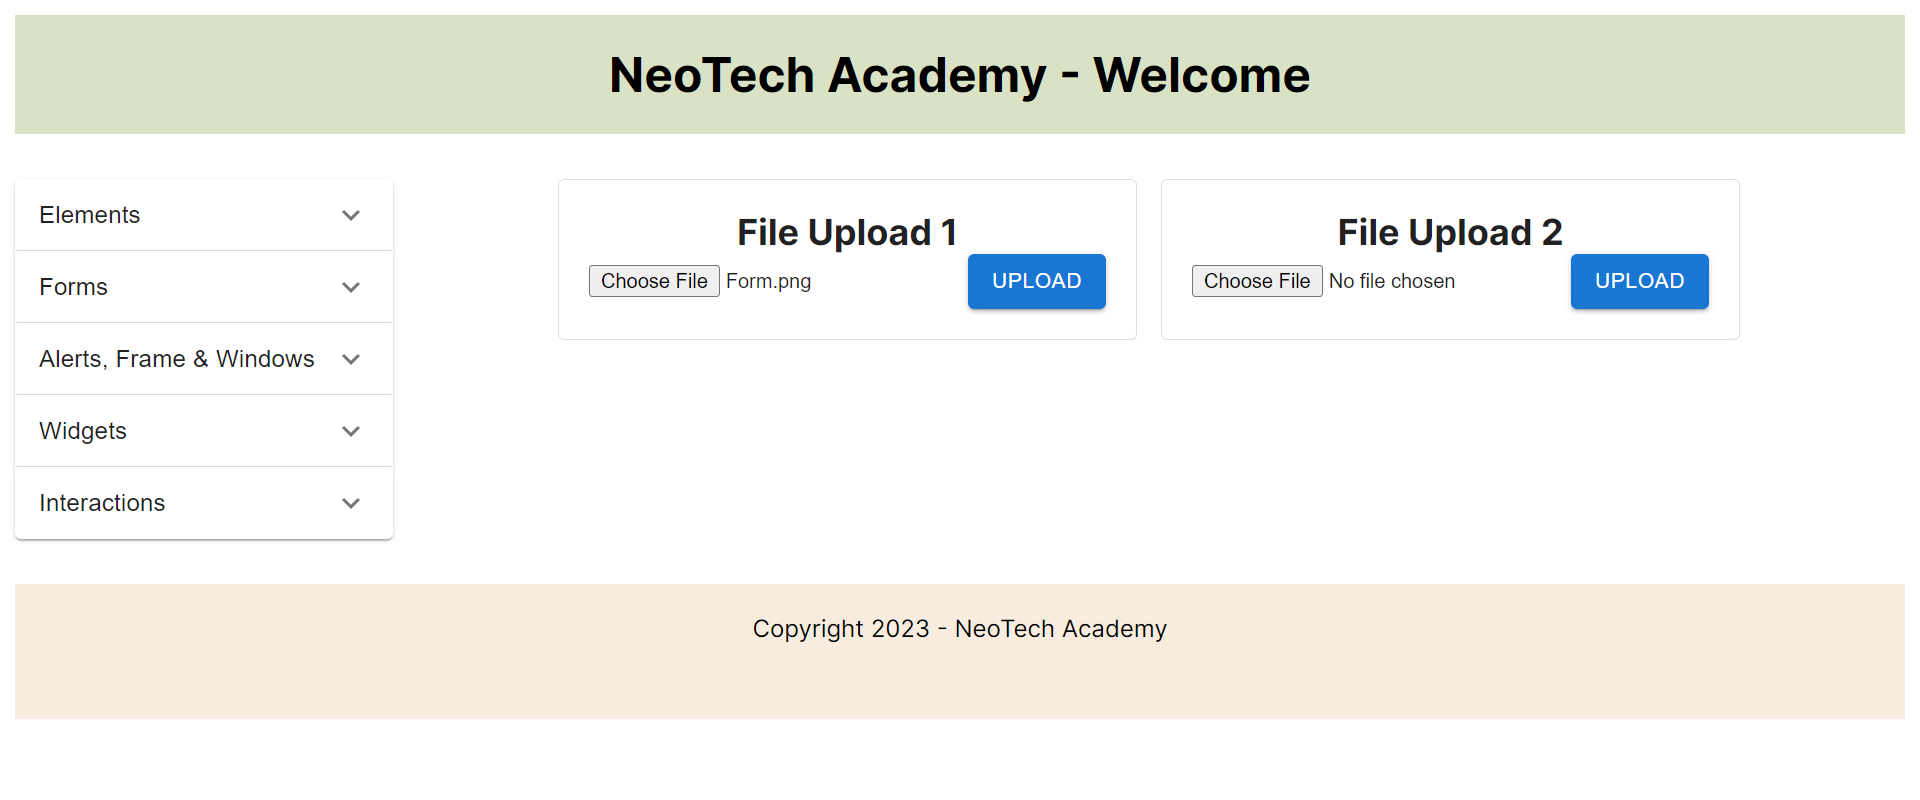 NeoTech Academy - Welcome
Elements
Forms
Alerts, Frame & Windows
Widgets
Interactions
File Upload 1
Choose File Form.png UPLOAD
File Upload 2
Choose File No file chosen UPLOAD
Copyright 2023 - NeoTech Academy